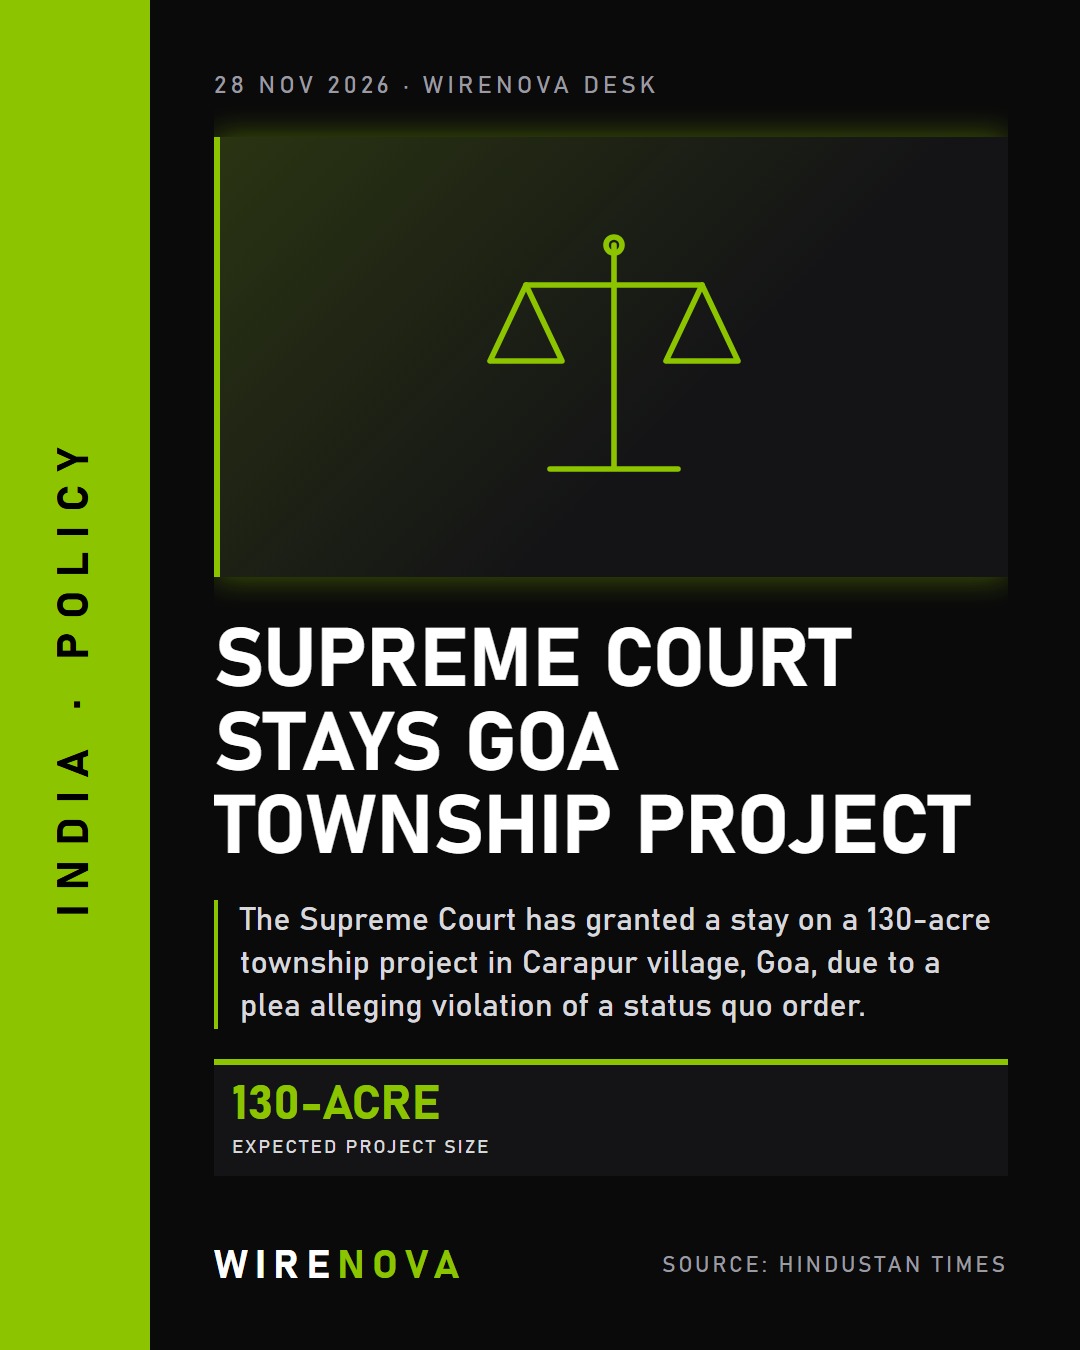 INDIA · POLICY
28 NOV 2026 · WIRENOVA DESK
SUPREME COURT
STAYS GOA
TOWNSHIP PROJECT
The Supreme Court has granted a stay on a 130-acre
township project in Carapur village, Goa, due to a
plea alleging violation of a status quo order.
130-ACRE
EXPECTED PROJECT SIZE
WIRENOVA
SOURCE: HINDUSTAN TIMES